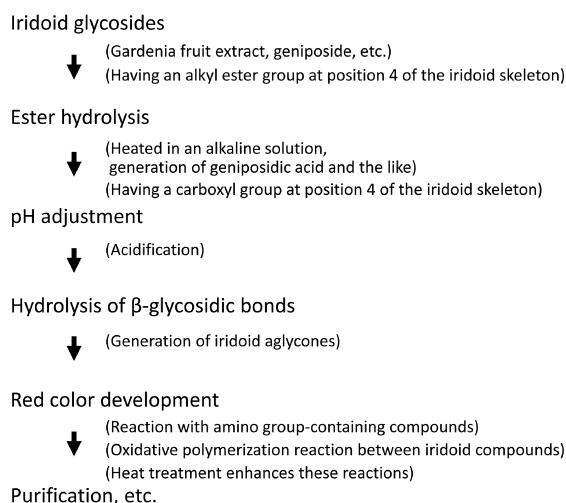 Iridoid glycosides
(Gardenia fruit extract, geniposide, etc.)
(Having an alkyl ester group at position 4 of the iridoid skeleton)
Ester hydrolysis
(Heated in an alkaline solution,
generation of geniposidic acid and the like)
(Having a carboxyl group at position 4 of the iridoid skeleton)
pH adjustment
(Acidification)
Hydrolysis of β-glycosidic bonds
(Generation of iridoid aglycones)
Red color development
(Reaction with amino group-containing compounds)
(Oxidative polymerization reaction between iridoid compounds)
(Heat treatment enhances these reactions)
Purification, etc.